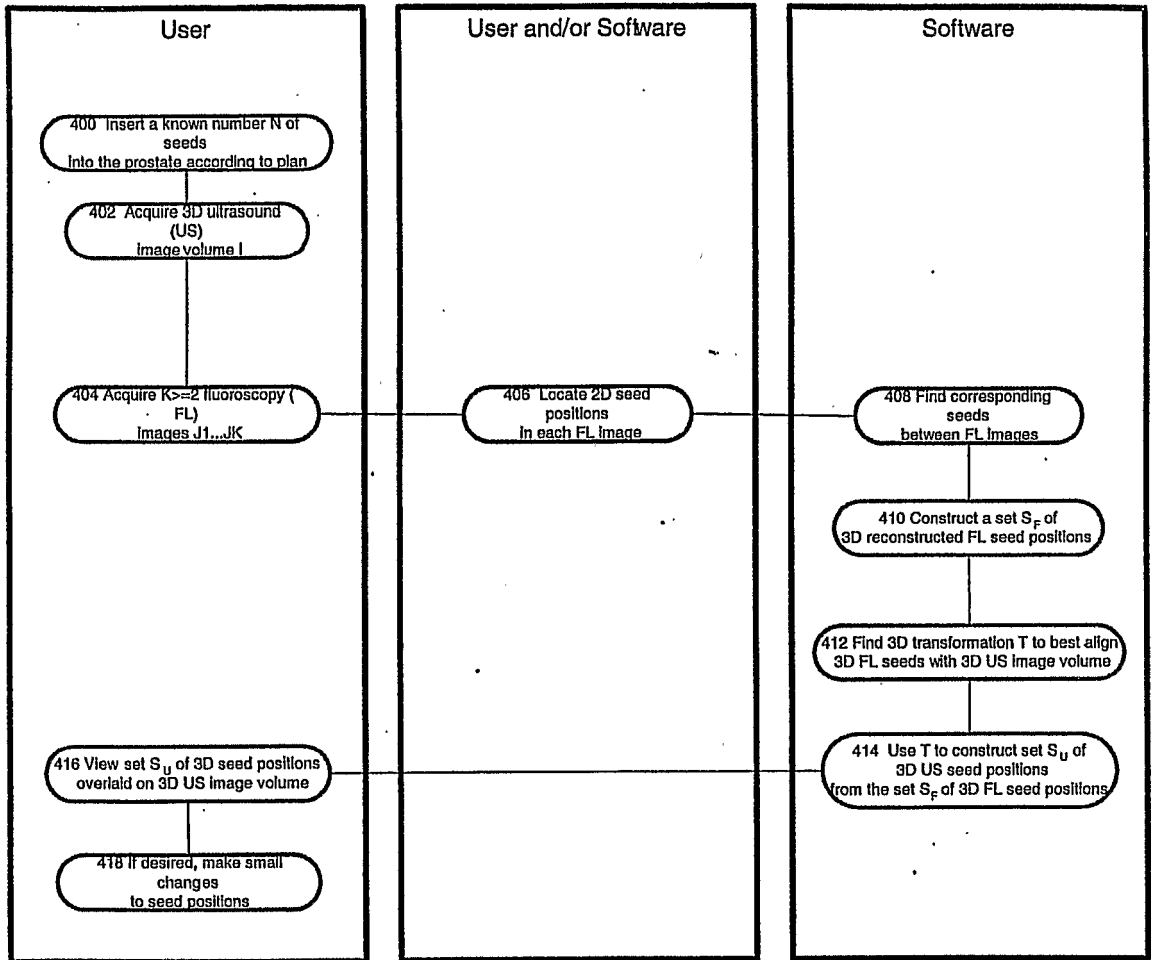 User
User and/or Software
Software
400 Insert a known number N of
seeds
into the prostate according to plan
402 Acquire 3D ultrasound
(US)
image volume I
404 Acquire K>=2 fluoroscopy (
FL)
images J1...JK
406 Locate 2D seed
positions
in each FL image
408 Find corresponding
seeds
between FL images
410 Construct a set S_F of
3D reconstructed FL seed positions
412 Find 3D transformation T to best align
3D FL seeds with 3D US image volume
414 Use T to construct set S_U of
3D US seed positions
from the set S_F of 3D FL seed positions
416 View set S_U of 3D seed positions
overlaid on 3D US image volume
418 If desired, make small
changes
to seed positions